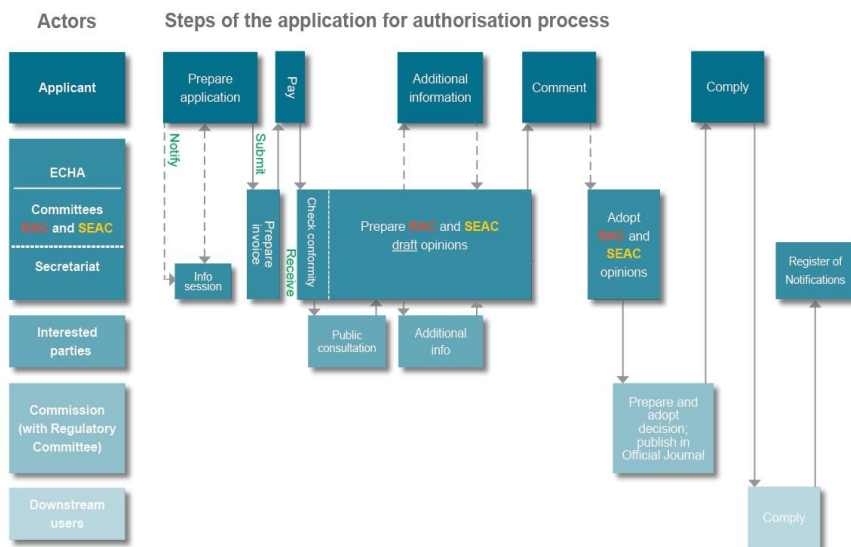 Actors
Steps of the application for authorisation process
Applicant
Prepare
application
Pay
Additional
information
Comment
Comply
Notify
Submit
ECHA
Committees
RAC and SEAC
Secretariat
Info
session
Prepare
invoice
Receive
Check conformity
Prepare RAC and SEAC
draft opinions
Adopt
RAC and
SEAC
opinions
Register of
Notifications
Interested
parties
Public
consultation
Additional
info
Commission
(with Regulatory
Committee)
Prepare and
adopt
decision;
publish in
Official Journal
Downstream
users
Comply